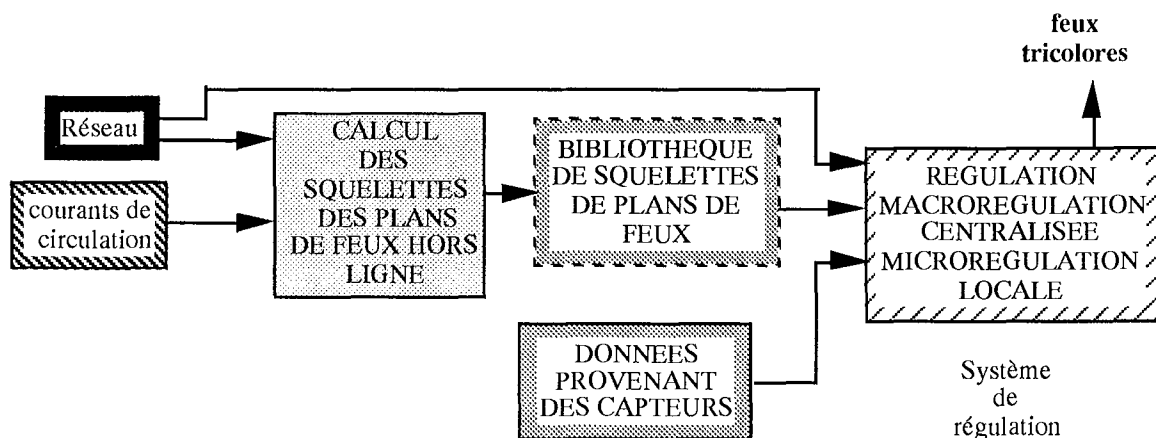 feux
tricolores
Réseau
courants de
circulation
CALCUL
DES
SQUELETTES
DES PLANS
DE FEUX HORS
LIGNE
BIBLIOTHEQUE
DE SQUELETTES
DE PLANS DE
FEUX
REGULATION
MACROREGULATION
CENTRALISEE
MICROREGULATION
LOCALE
DONNEES
PROVENANT
DES CAPTEURS
Système
de
régulation